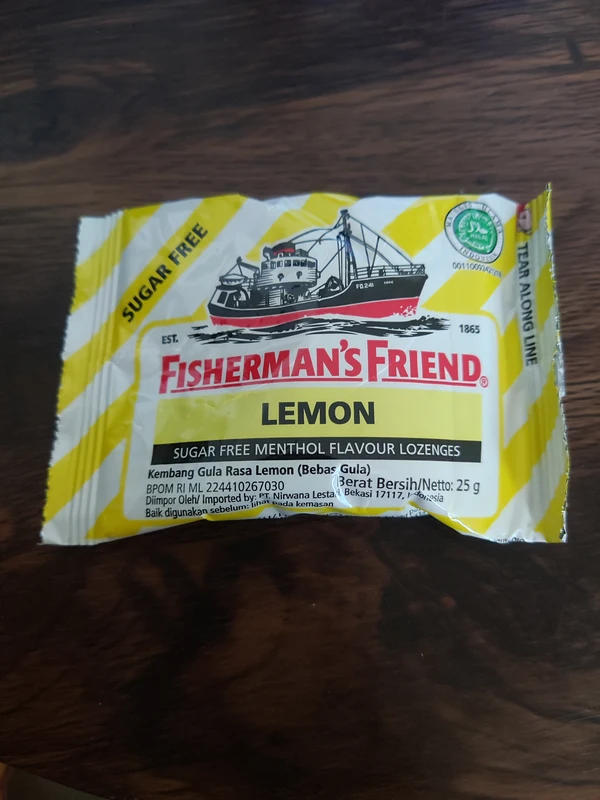 SUGAR FREE
HALAL
INDONESIA
TEAR ALONG LINE
FD.241
EST. 1865
FISHERMAN'S FRIEND®
LEMON
SUGAR FREE MENTHOL FLAVOUR LOZENGES
Kembang Gula Rasa Lemon (Bebas Gula)
BPOM RI ML 224410267030 Berat Bersih/Netto: 25 g
Diimpor Oleh/ Imported by: PT. Nirwana Lestari, Bekasi 17117, Indonesia
Baik digunakan sebelum: lihat pada kemasan